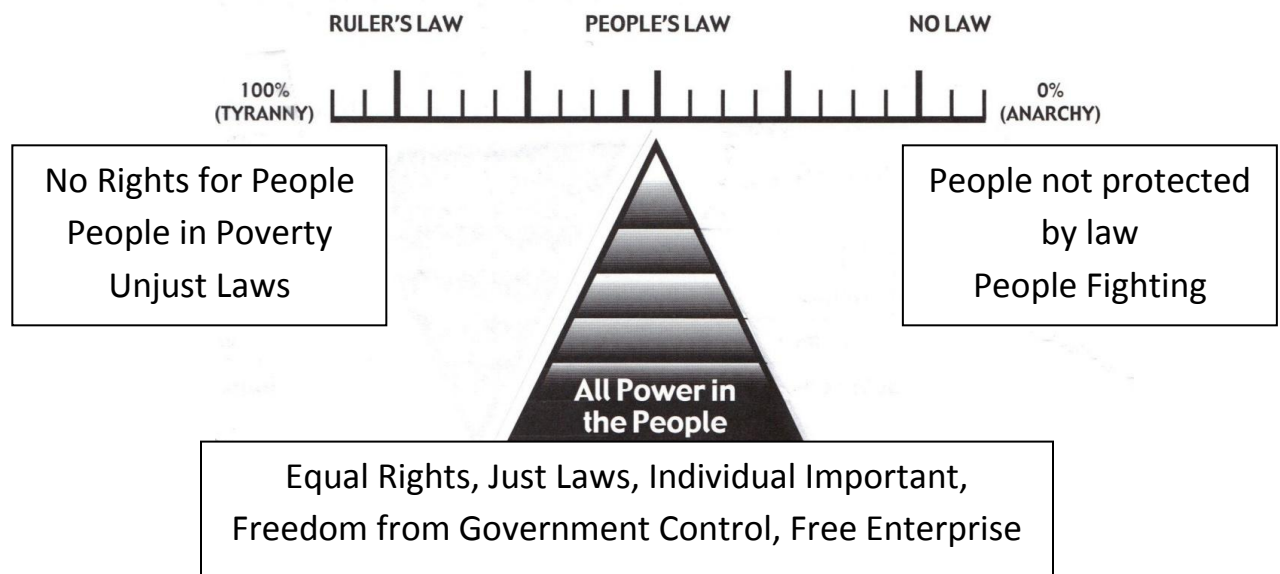 RULER'S LAW
PEOPLE'S LAW
NO LAW
100%
(TYRANNY)
0%
(ANARCHY)
No Rights for People
People in Poverty
Unjust Laws
People not protected
by law
People Fighting
All Power in
the People
Equal Rights, Just Laws, Individual Important,
Freedom from Government Control, Free Enterprise